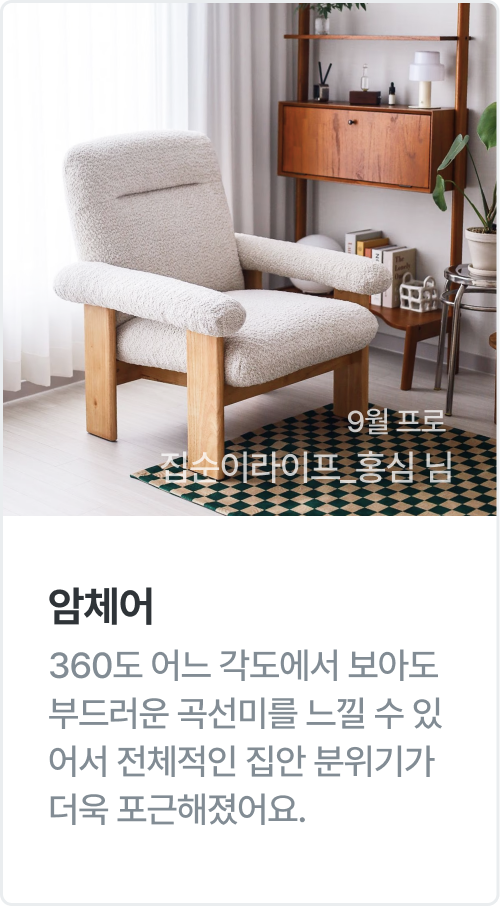 9월 프로
집순이라이프_홍심 님
암체어
360도 어느 각도에서 보아도
부드러운 곡선미를 느낄 수 있
어서 전체적인 집안 분위기가
더욱 포근해졌어요.